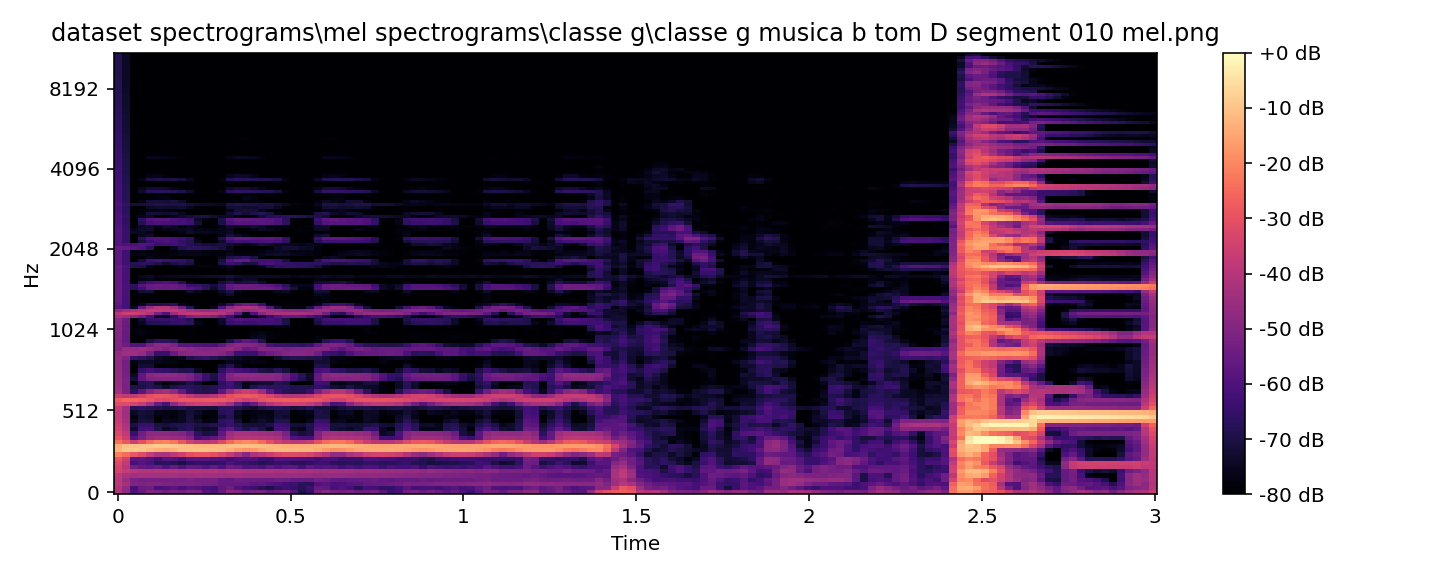 dataset spectrograms\mel spectrograms\classe g\classe g musica b tom D segment 010 mel.png
8192
4096
2048
1024
512
0
Hz
0
0.5
1
1.5
2
2.5
3
Time
+0 dB
-10 dB
-20 dB
-30 dB
-40 dB
-50 dB
-60 dB
-70 dB
-80 dB